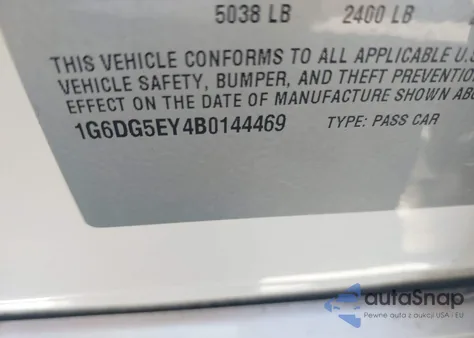 5038 LB 2400 LB
THIS VEHICLE CONFORMS TO ALL APPLICABLE U.S
VEHICLE SAFETY, BUMPER, AND THEFT PREVENTION
EFFECT ON THE DATE OF MANUFACTURE SHOWN ABO
1G6DG5EY4B0144469 TYPE: PASS CAR
autoSnap
Pewne auta z aukcji USA i EU